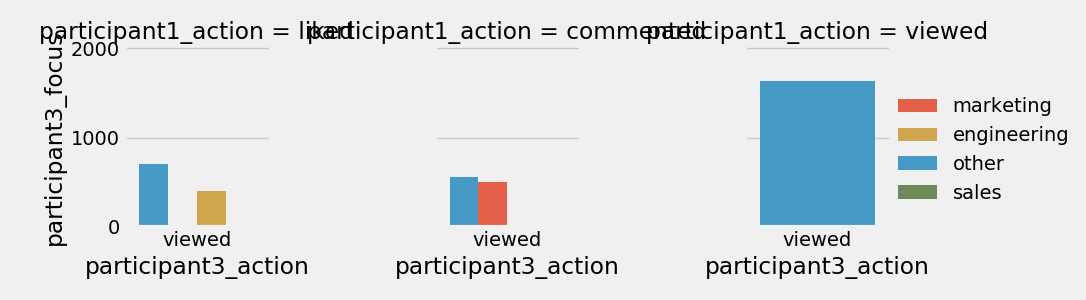 participant1_action = liked
participant1_action = commented
participant1_action = viewed
participant3_focus
2000
1000
0
viewed
viewed
viewed
participant3_action
participant3_action
participant3_action
marketing
engineering
other
sales